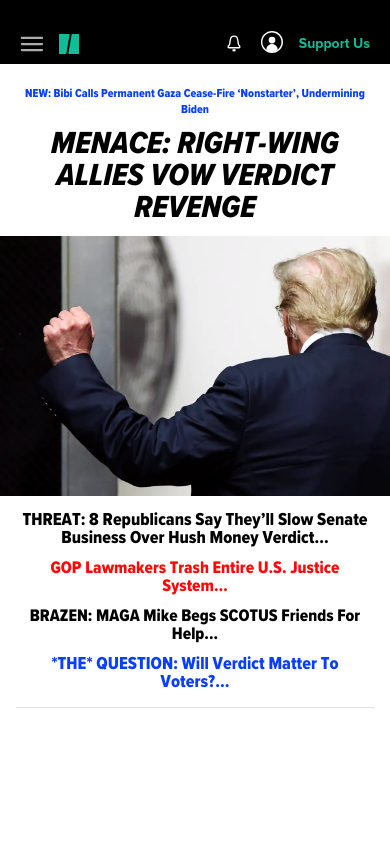 Support Us
NEW: Bibi Calls Permanent Gaza Cease-Fire ‘Nonstarter’, Undermining
Biden
MENACE: RIGHT-WING
ALLIES VOW VERDICT
REVENGE
THREAT: 8 Republicans Say They’ll Slow Senate
Business Over Hush Money Verdict...
GOP Lawmakers Trash Entire U.S. Justice
System...
BRAZEN: MAGA Mike Begs SCOTUS Friends For
Help...
*THE* QUESTION: Will Verdict Matter To
Voters?...